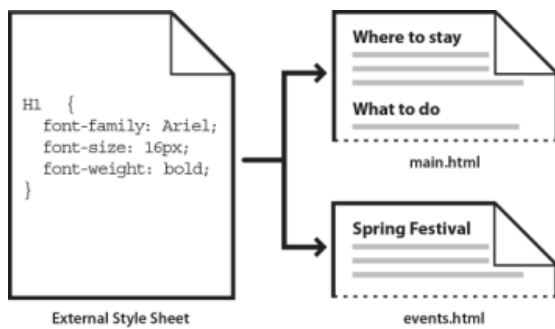 H1 {
font-family: Ariel;
font-size: 16px;
font-weight: bold;
}
External Style Sheet
Where to stay
What to do
main.html
Spring Festival
events.html